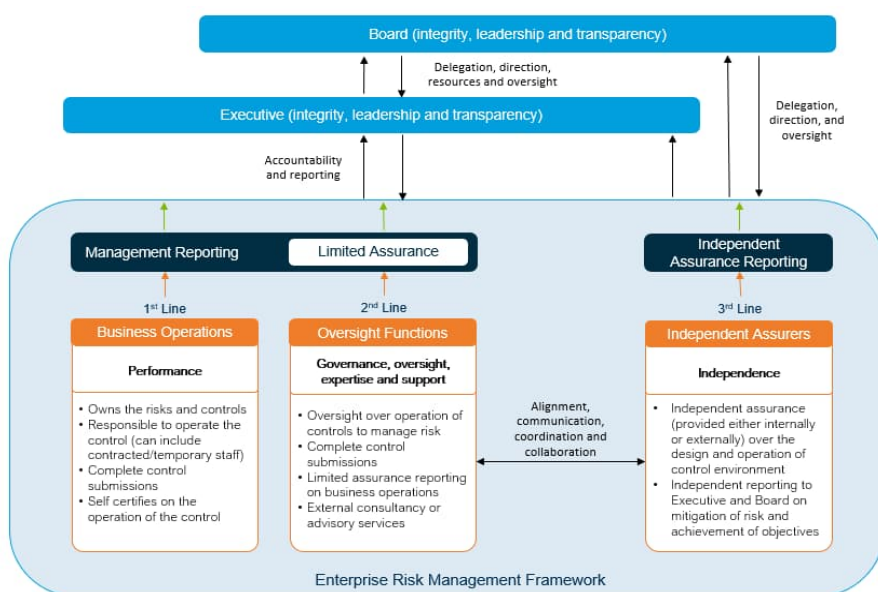 Board (integrity, leadership and transparency)
Delegation, direction,
resources and oversight
Executive (integrity, leadership and transparency)
Delegation,
direction, and
oversight
Accountability
and reporting
Management Reporting
Limited Assurance
Independent
Assurance Reporting
1st Line
2nd Line
3rd Line
Business Operations
Performance
• Owns the risks and controls
• Responsible to operate the
control (can include
contracted/temporary staff)
• Complete control
submissions
• Self certifies on the
operation of the control
Oversight Functions
Governance, oversight,
expertise and support
• Oversight over operation of
controls to manage risk
• Complete control
submissions
• Limited assurance reporting
on business operations
• External consultancy or
advisory services
Alignment,
communication,
coordination and
collaboration
Independent Assurers
Independence
• Independent assurance
(provided either internally
or externally) over the
design and operation of
control environment
• Independent reporting to
Executive and Board on
mitigation of risk and
achievement of objectives
Enterprise Risk Management Framework